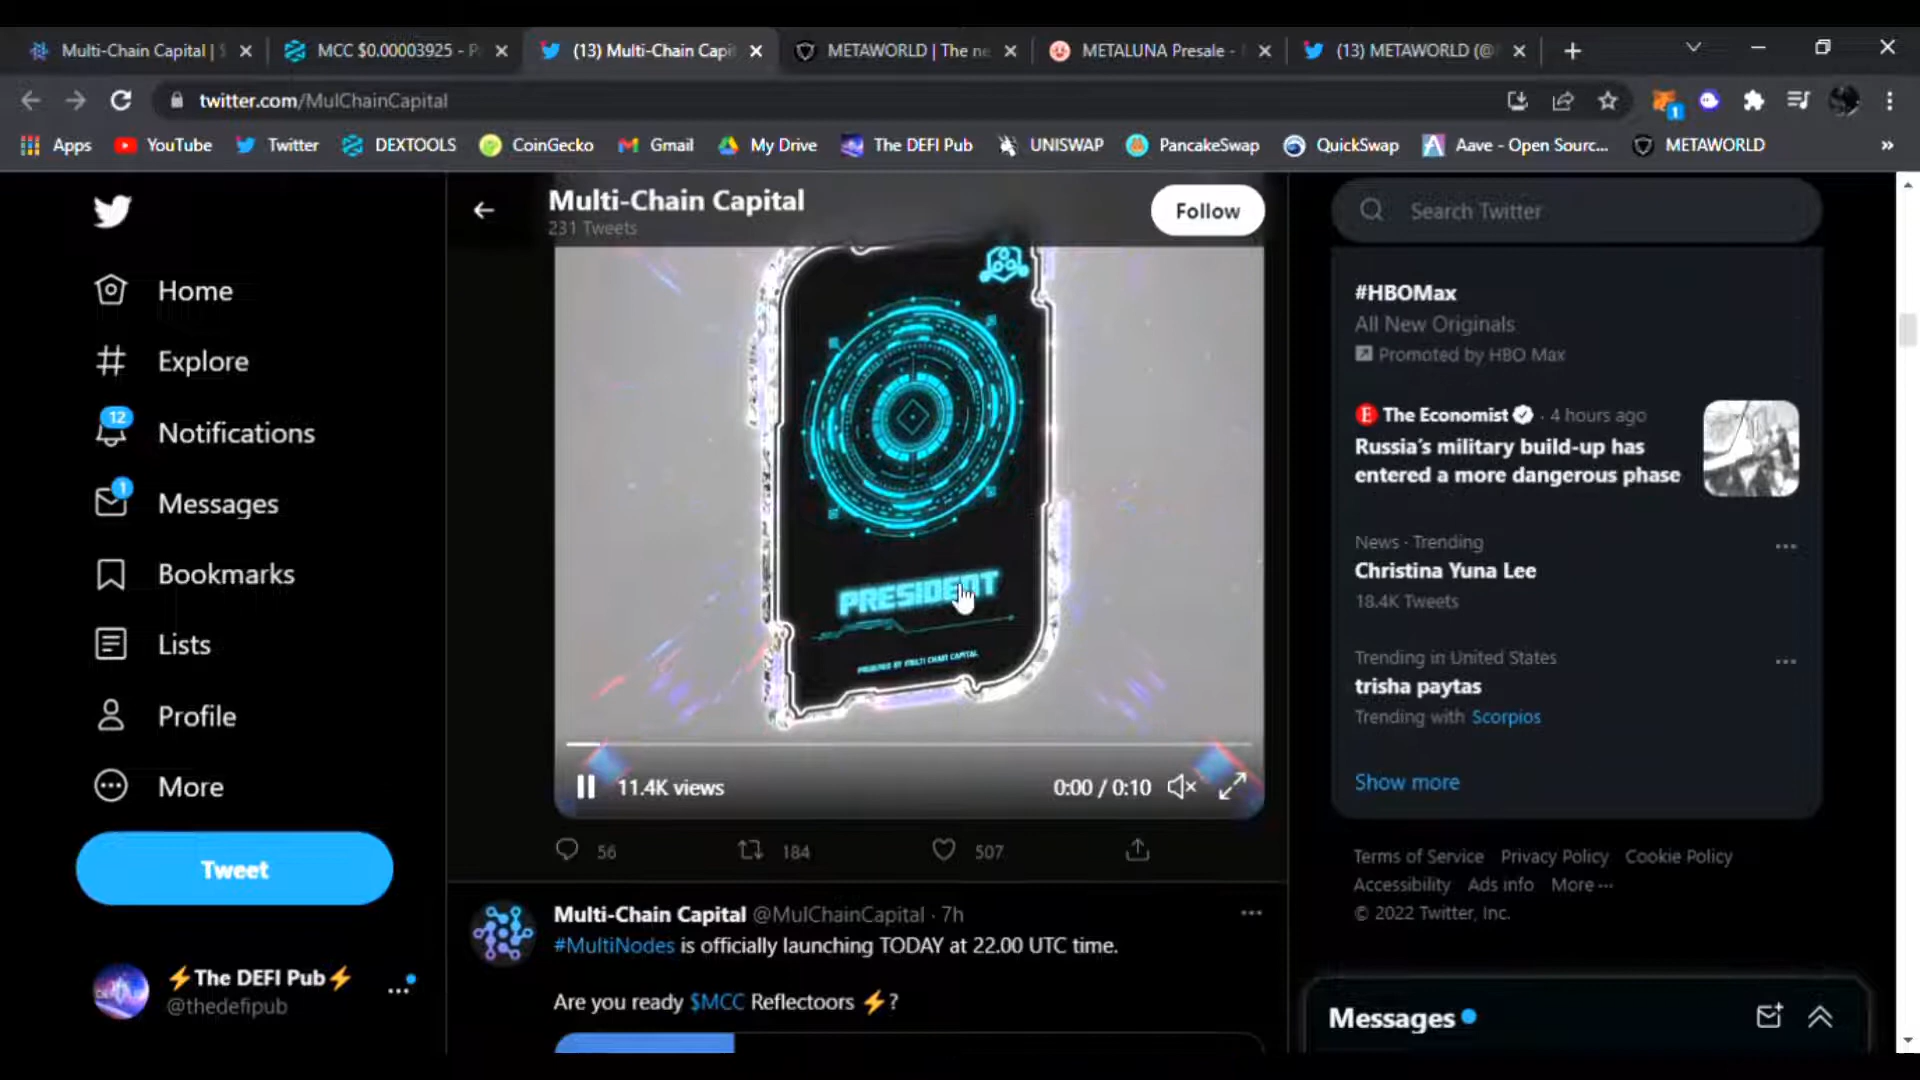 Multi-Chain Capital | $
MCC $0.00003925 - P
(13) Multi-Chain Capi
METAWORLD | The ne
METALUNA Presale -
(13) METAWORLD (@
twitter.com/MulChainCapital
1
Apps
YouTube
Twitter
DEXTOOLS
CoinGecko
Gmail
My Drive
The DEFI Pub
UNISWAP
PancakeSwap
QuickSwap
Aave - Open Sourc...
METAWORLD
»
Home
Explore
12
Notifications
1
Messages
Bookmarks
Lists
Profile
More
Tweet
⚡The DEFI Pub⚡
@thedefipub
Multi-Chain Capital
231 Tweets
Follow
PRESIDENT
POWERED BY MULTI CHAIN CAPITAL
11.4K views
0:00 / 0:10
56
184
507
Multi-Chain Capital @MulChainCapital · 7h
#MultiNodes is officially launching TODAY at 22.00 UTC time.
Are you ready $MCC Reflectoors ⚡?
Search Twitter
#HBOMax
All New Originals
Promoted by HBO Max
The Economist · 4 hours ago
Russia's military build-up has
entered a more dangerous phase
News · Trending
Christina Yuna Lee
18.4K Tweets
Trending in United States
trisha paytas
Trending with Scorpios
Show more
Terms of Service Privacy Policy Cookie Policy
Accessibility Ads info More ···
© 2022 Twitter, Inc.
Messages